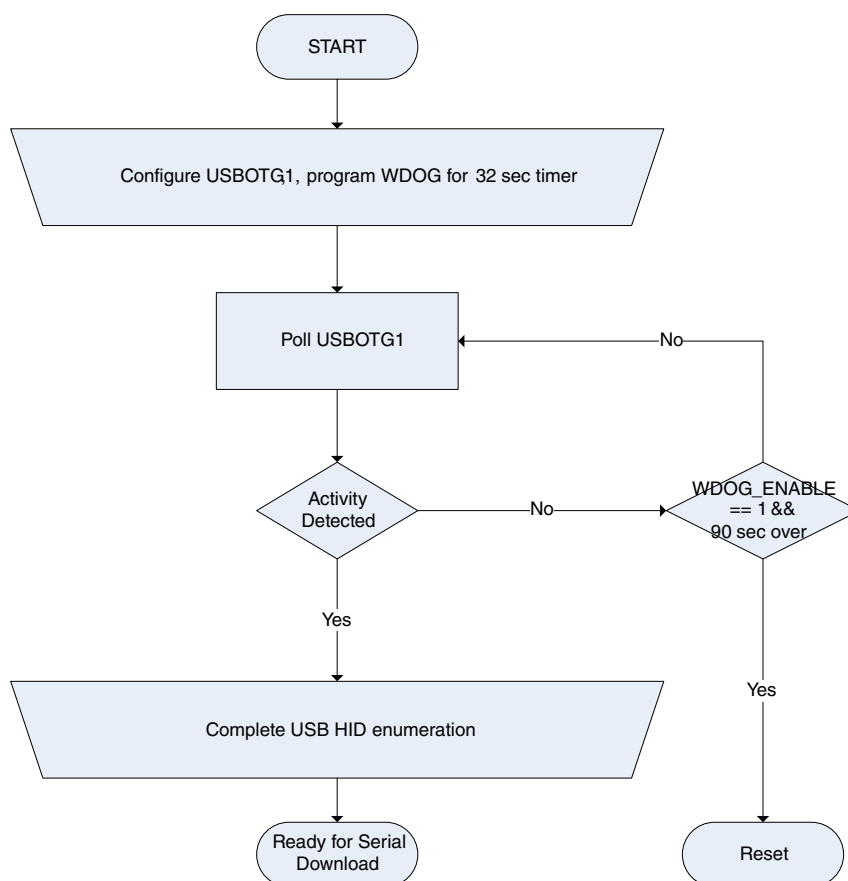 START
Configure USBOTG1, program WDOG for 32 sec timer
Poll USBOTG1
No
Activity
Detected
No
WDOG_ENABLE
== 1 &&
90 sec over
Yes
Yes
Complete USB HID enumeration
Ready for Serial
Download
Reset